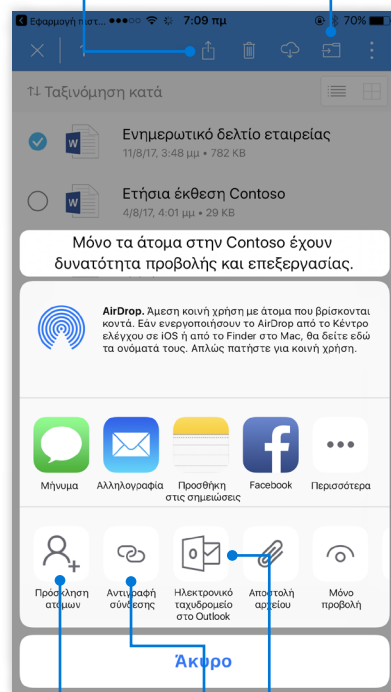 Εφαρμογή πιστ... 7:09 πμ 70%
1
Ταξινόμηση κατά
Ενημερωτικό δελτίο εταιρείας
11/8/17, 3:48 μμ • 782 KB
Ετήσια έκθεση Contoso
4/8/17, 4:01 μμ • 29 KB
Μόνο τα άτομα στην Contoso έχουν
δυνατότητα προβολής και επεξεργασίας.
AirDrop. Άμεση κοινή χρήση με άτομα που βρίσκονται
κοντά. Εάν ενεργοποιήσουν το AirDrop από το Κέντρο
ελέγχου σε iOS ή από το Finder στο Mac, θα δείτε εδώ
τα ονόματά τους. Απλώς πατήστε για κοινή χρήση.
Μήνυμα Αλληλογραφία Προσθήκη στις σημειώσεις Facebook Περισσότερα
Πρόσκληση ατόμων Αντιγραφή σύνδεσης Ηλεκτρονικό ταχυδρομείο στο Outlook Αποστολή αρχείου Μόνο προβολή
Άκυρο